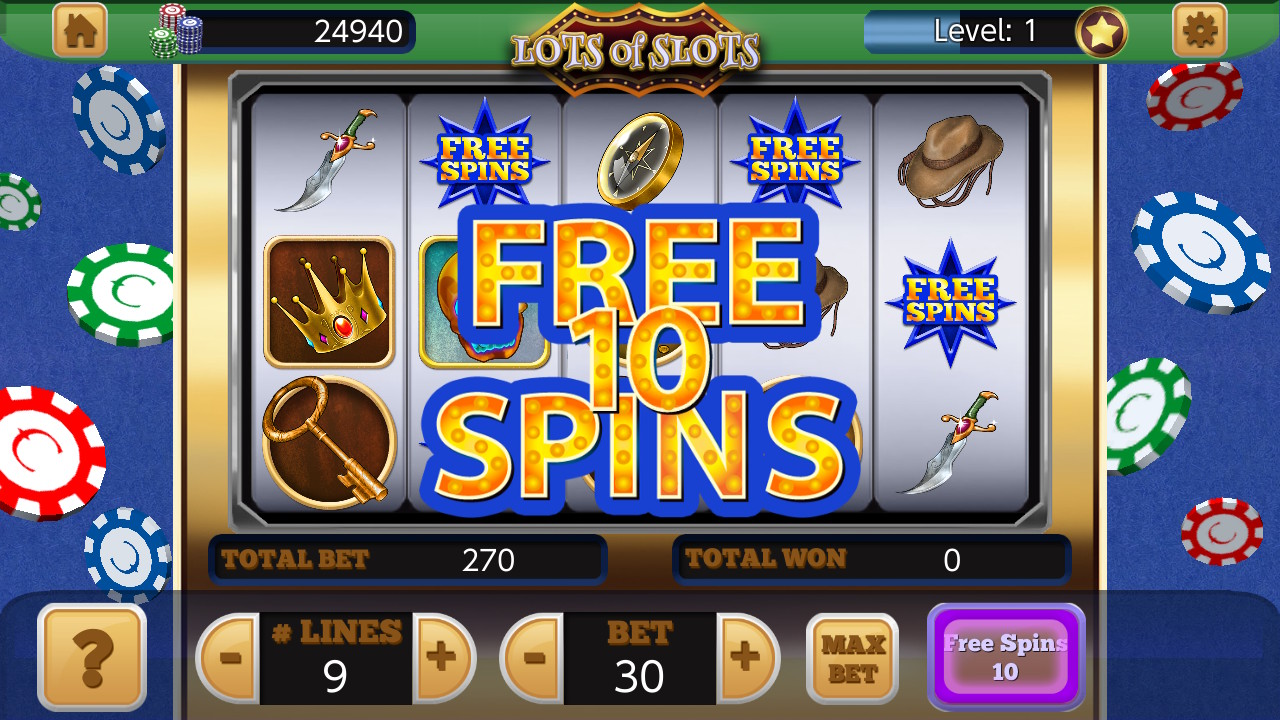 24940
LOTS of SLOTS
Level: 1
FREE
SPINS
FREE
SPINS
FREE
10
SPINS
FREE
SPINS
TOTAL BET 270
TOTAL WON 0
?
# LINES
- 9 +
BET
- 30 +
MAX
BET
Free Spins
10